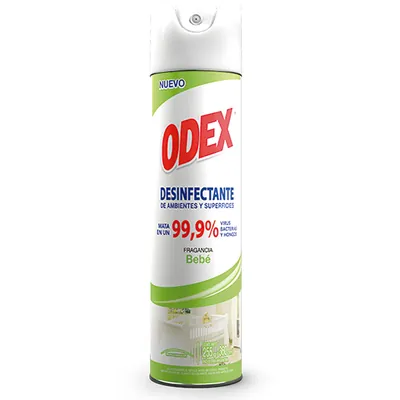 NUEVO
ODEX
DESINFECTANTE
DE AMBIENTES Y SUPERFICIES
MATA
EN UN
99,9%
VIRUS
BACTERIAS
Y HONGOS
FRAGANCIA
Bebé